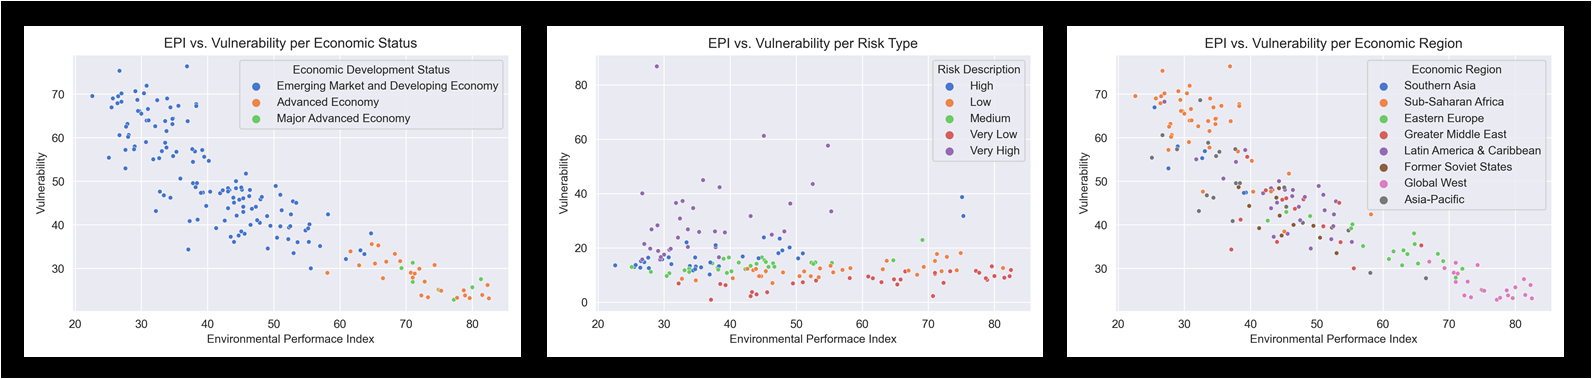 EPI vs. Vulnerability per Economic Status
Economic Development Status
Emerging Market and Developing Economy
Advanced Economy
Major Advanced Economy
70
60
50
40
30
Vulnerability
20 30 40 50 60 70 80
Environmental Performace Index
EPI vs. Vulnerability per Risk Type
Risk Description
High
Low
Medium
Very Low
Very High
80
60
40
20
0
Vulnerability
20 30 40 50 60 70 80
Environmental Performace Index
EPI vs. Vulnerability per Economic Region
Economic Region
Southern Asia
Sub-Saharan Africa
Eastern Europe
Greater Middle East
Latin America & Caribbean
Former Soviet States
Global West
Asia-Pacific
70
60
50
40
30
Vulnerability
20 30 40 50 60 70 80
Environmental Performace Index